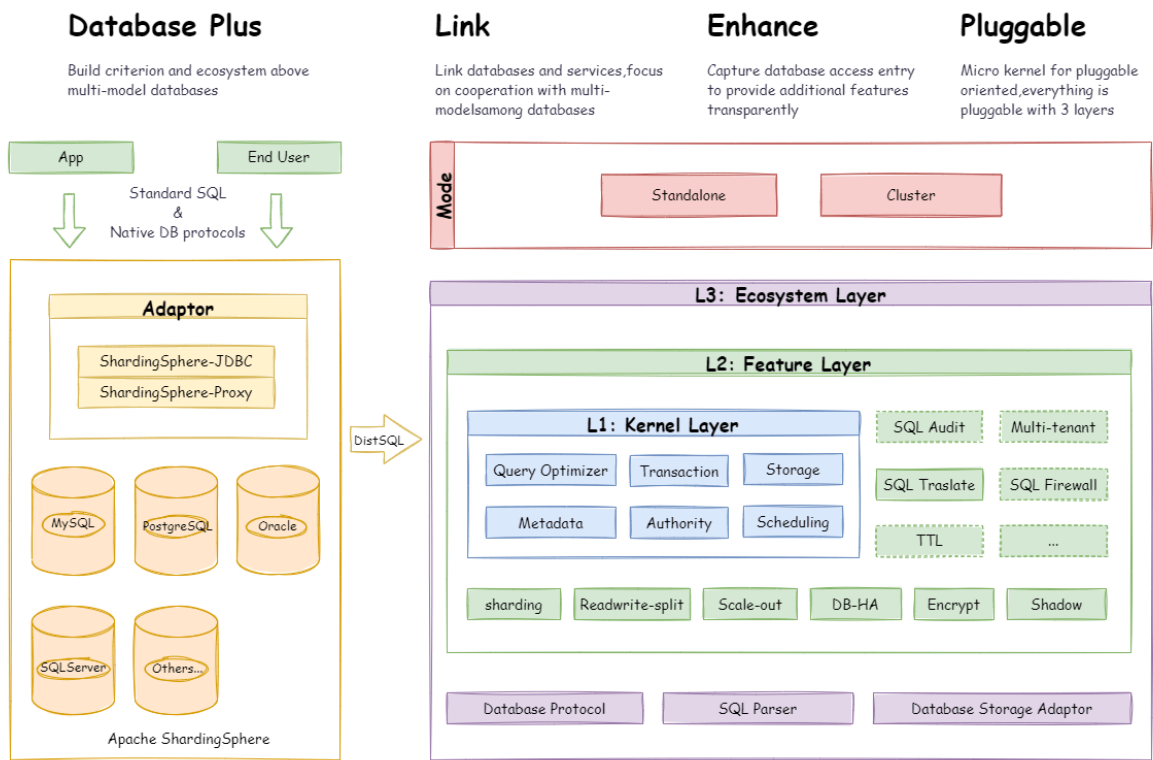 Database Plus
Build criterion and ecosystem above
multi-model databases
Link
Link databases and services,focus
on cooperation with multi-
modelsamong databases
Enhance
Capture database access entry
to provide additional features
transparently
Pluggable
Micro kernel for pluggable
oriented,everything is
pluggable with 3 layers
App
End User
Standard SQL
&
Native DB protocols
Adaptor
ShardingSphere-JDBC
ShardingSphere-Proxy
MySQL
PostgreSQL
Oracle
SQLServer
Others...
Apache ShardingSphere
DistSQL
Mode
Standalone
Cluster
L3: Ecosystem Layer
L2: Feature Layer
L1: Kernel Layer
Query Optimizer
Transaction
Storage
Metadata
Authority
Scheduling
SQL Audit
Multi-tenant
SQL Traslate
SQL Firewall
TTL
...
sharding
Readwrite-split
Scale-out
DB-HA
Encrypt
Shadow
Database Protocol
SQL Parser
Database Storage Adaptor